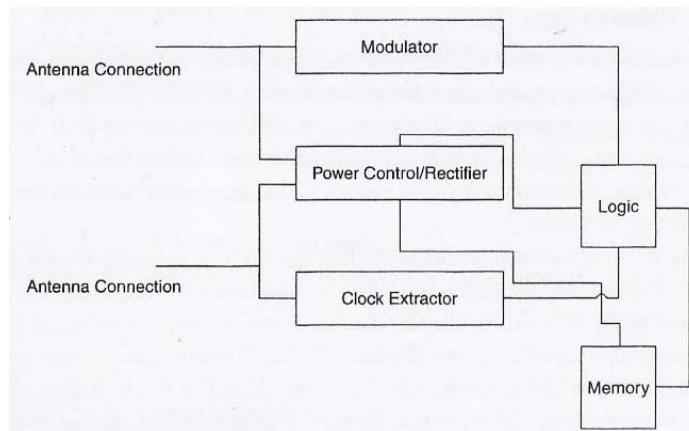 Modulator
Antenna Connection
Power Control/Rectifier
Logic
Antenna Connection
Clock Extractor
Memory